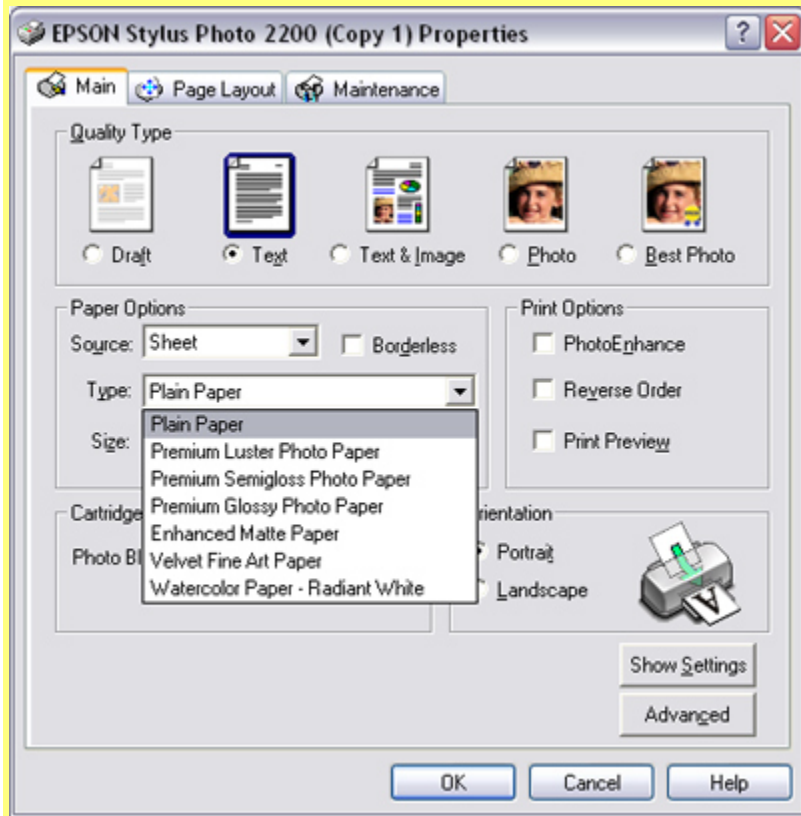 EPSON Stylus Photo 2200 (Copy 1) Properties
Main Page Layout Maintenance
Quality Type
Draft Text Text & Image Photo Best Photo
Paper Options
Source: Sheet Borderless
Type: Plain Paper
Plain Paper
Premium Luster Photo Paper
Premium Semigloss Photo Paper
Premium Glossy Photo Paper
Enhanced Matte Paper
Velvet Fine Art Paper
Watercolor Paper - Radiant White
Size:
Print Options
PhotoEnhance
Reverse Order
Print Preview
Cartridge
Photo Bl
rientation
Portrait
Landscape
A
Show Settings
Advanced
OK Cancel Help